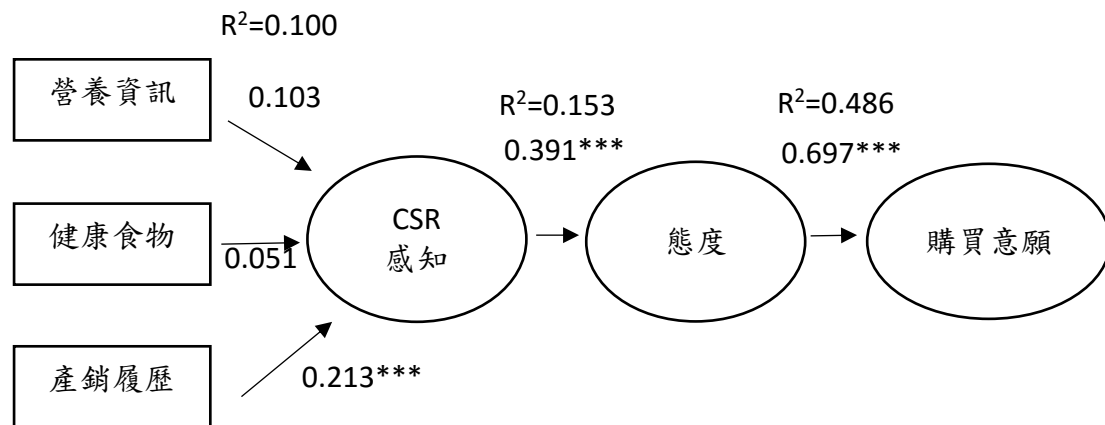 R²=0.100
營養資訊
0.103
R²=0.153
R²=0.486
0.391***
0.697***
CSR
感知
健康食物
0.051
態度
購買意願
產銷履歷
0.213***